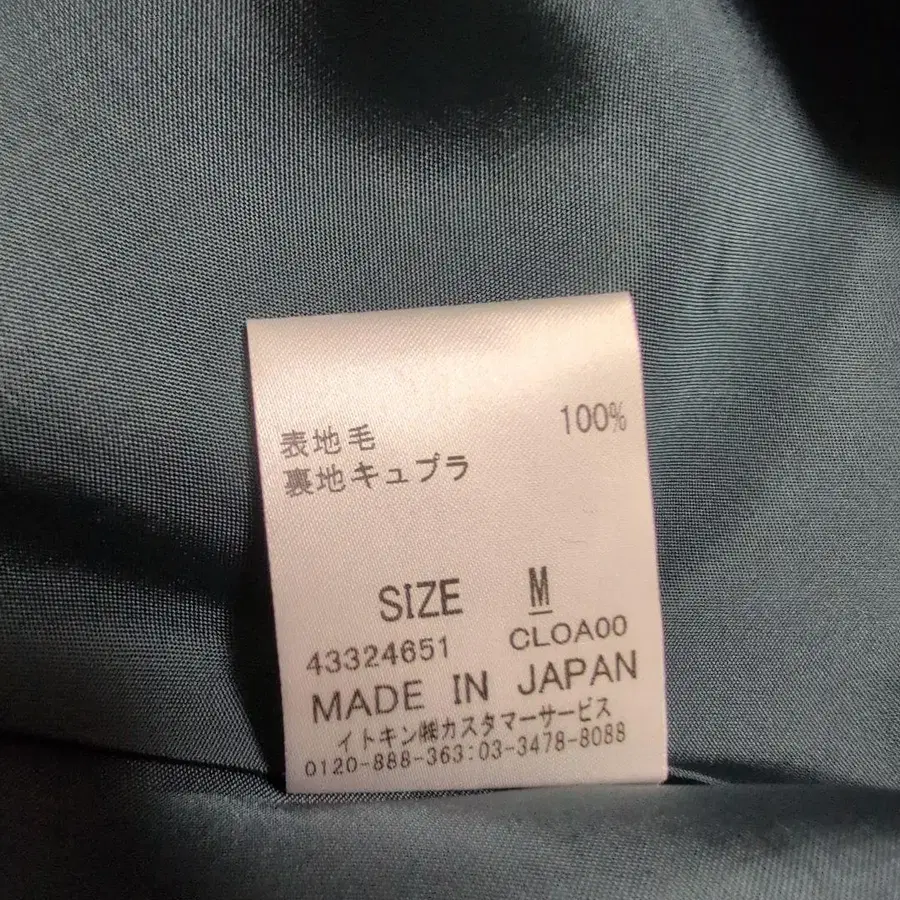 表地毛 100%
裏地キュプラ
SIZE M
43324651 CLOA00
MADE IN JAPAN
イトキン㈱カスタマーサービス
0120-888-363:03-3478-8088